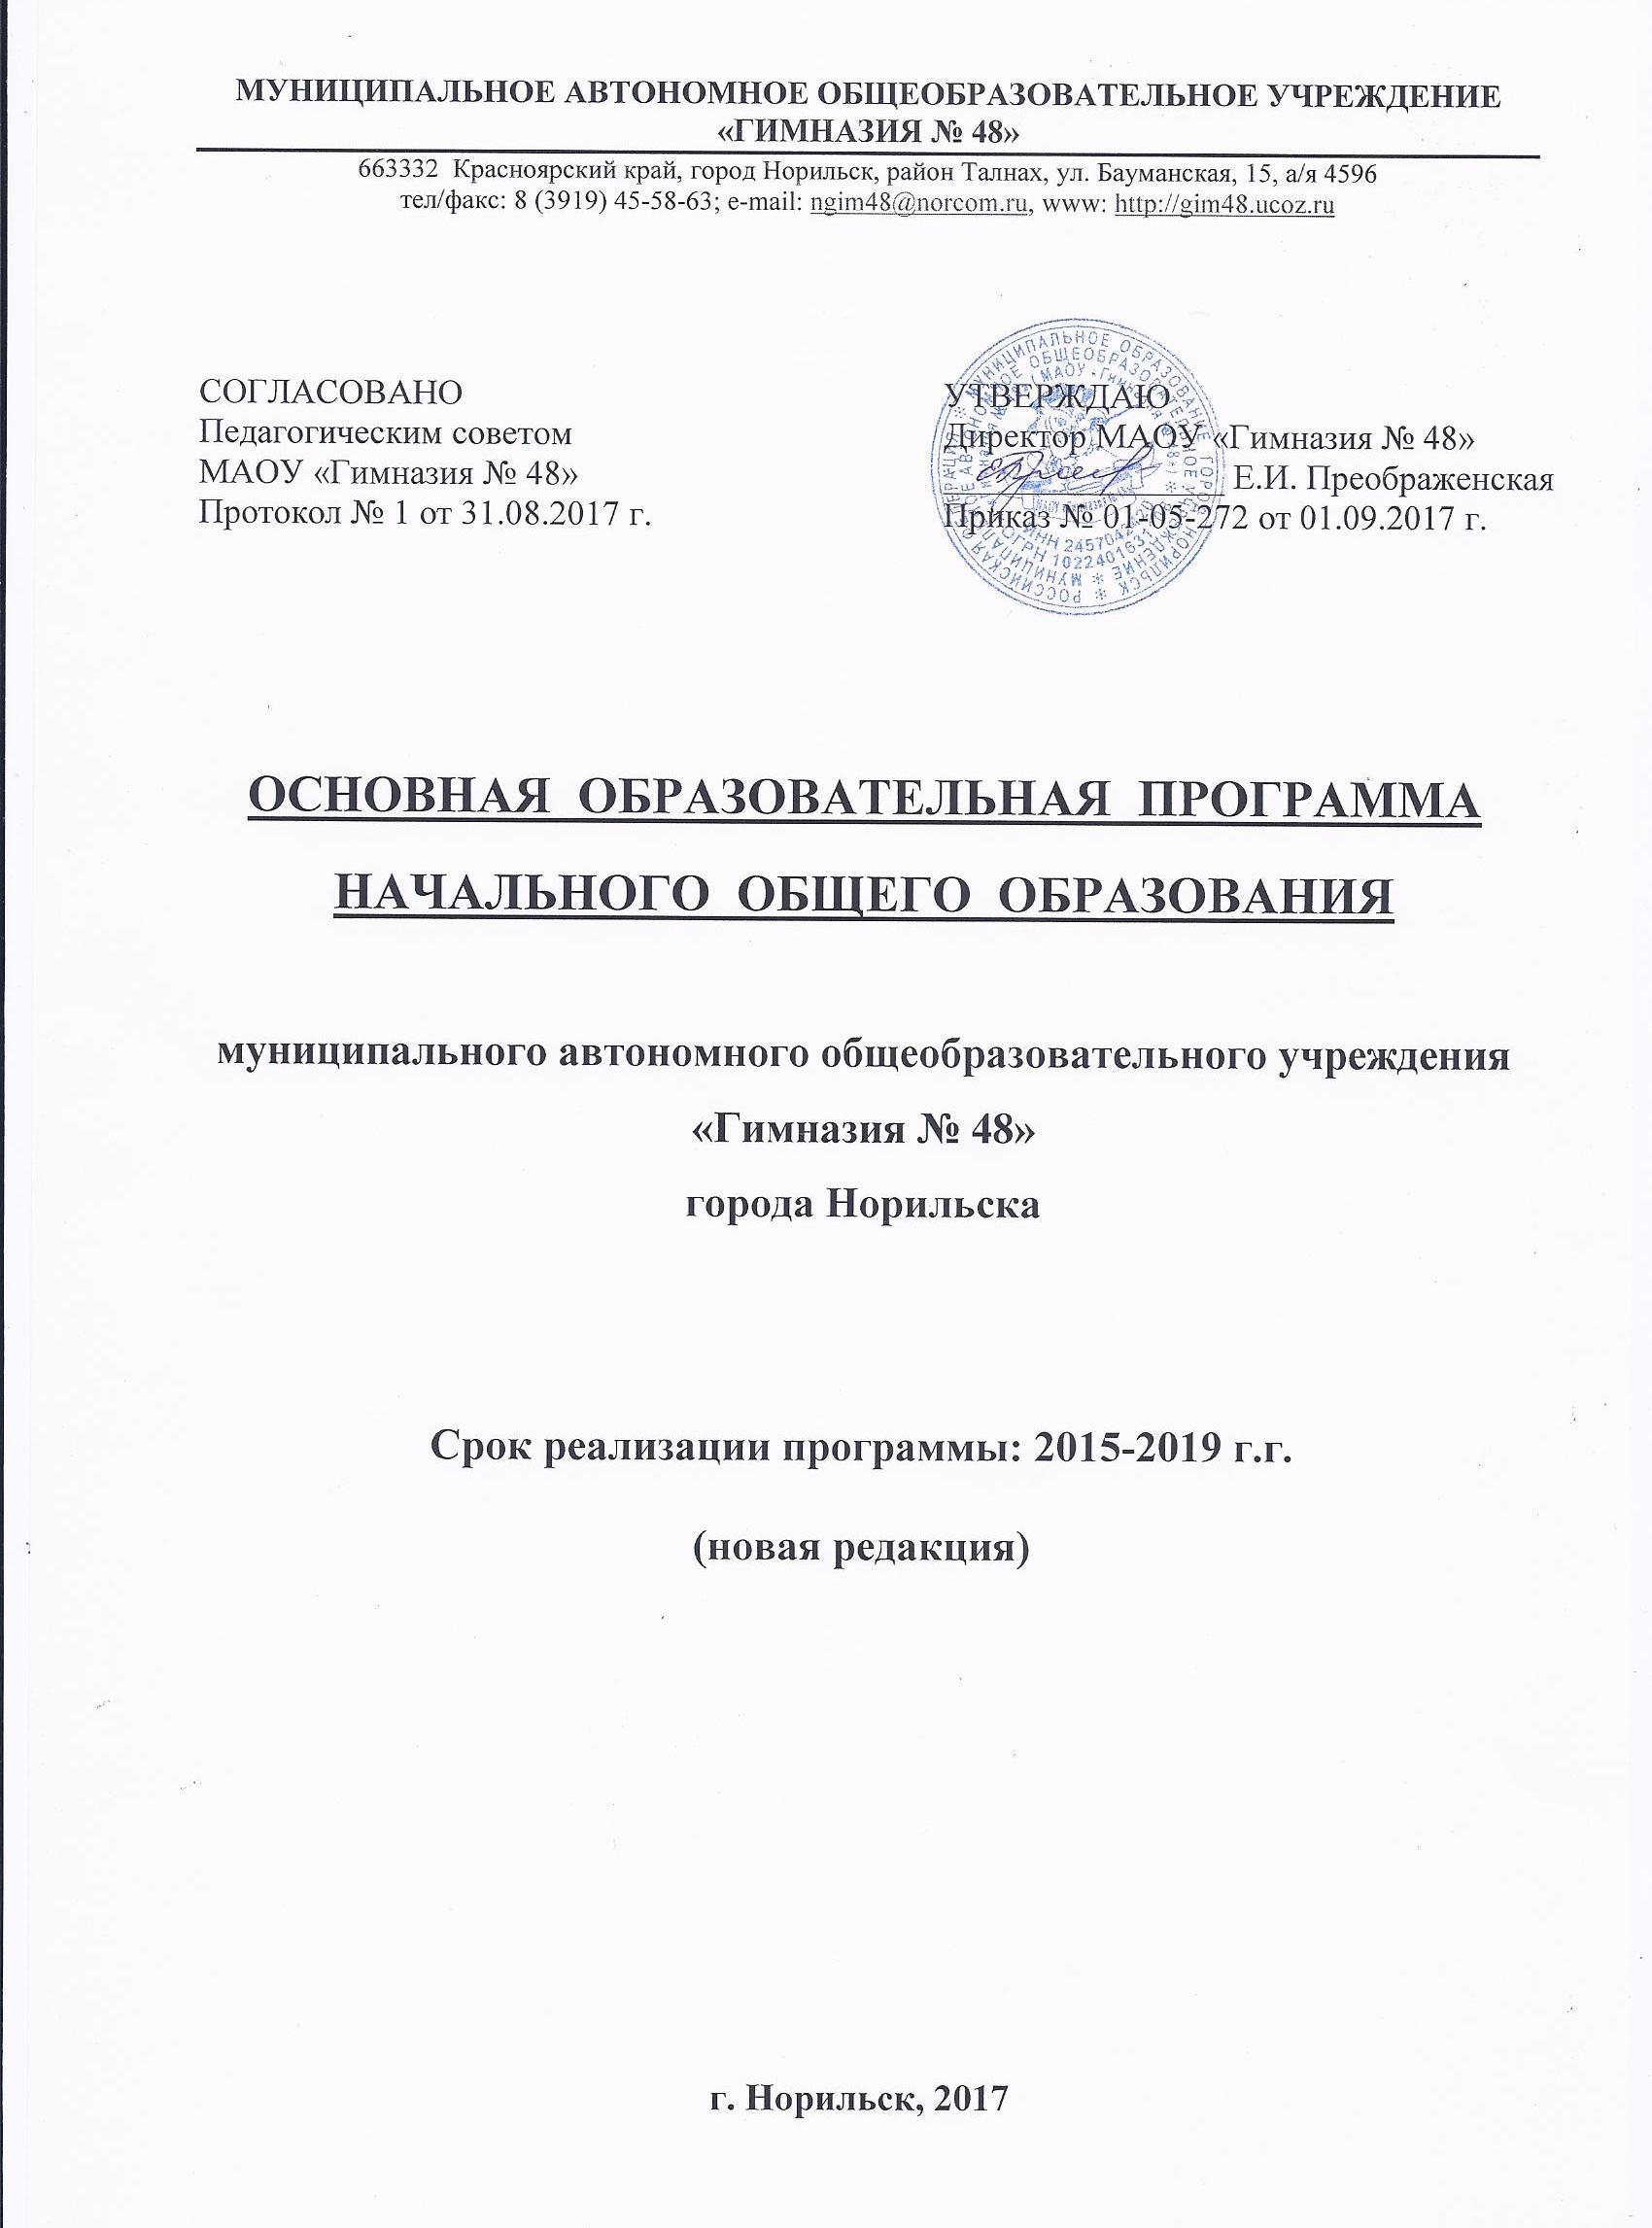 МУНИЦИПАЛЬНОЕ АВТОНОМНОЕ ОБЩЕОБРАЗОВАТЕЛЬНОЕ УЧРЕЖДЕНИЕ
«ГИМНАЗИЯ № 48»
663332 Красноярский край, город Норильск, район Талнах, ул. Бауманская, 15, а/я 4596
тел/факс: 8 (3919) 45-58-63; e-mail: ngim48@norcom.ru, www: http://gim48.ucoz.ru
СОГЛАСОВАНО
Педагогическим советом
МАОУ «Гимназия № 48»
Протокол № 1 от 31.08.2017 г.
УТВЕРЖДАЮ
Директор МАОУ «Гимназия № 48»
Е.И. Преображенская
Приказ № 01-05-272 от 01.09.2017 г.
ОСНОВНАЯ ОБРАЗОВАТЕЛЬНАЯ ПРОГРАММА
НАЧАЛЬНОГО ОБЩЕГО ОБРАЗОВАНИЯ
муниципального автономного общеобразовательного учреждения
«Гимназия № 48»
города Норильска
Срок реализации программы: 2015-2019 г.г.
(новая редакция)
г. Норильск, 2017